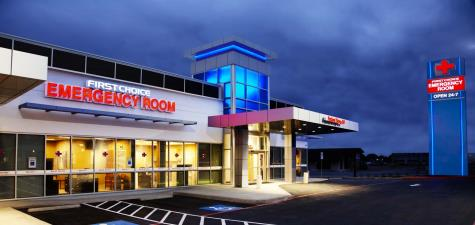 FIRST CHOICE
EMERGENCY ROOM
FIRST CHOICE
EMERGENCY
ROOM
OPEN 24-7